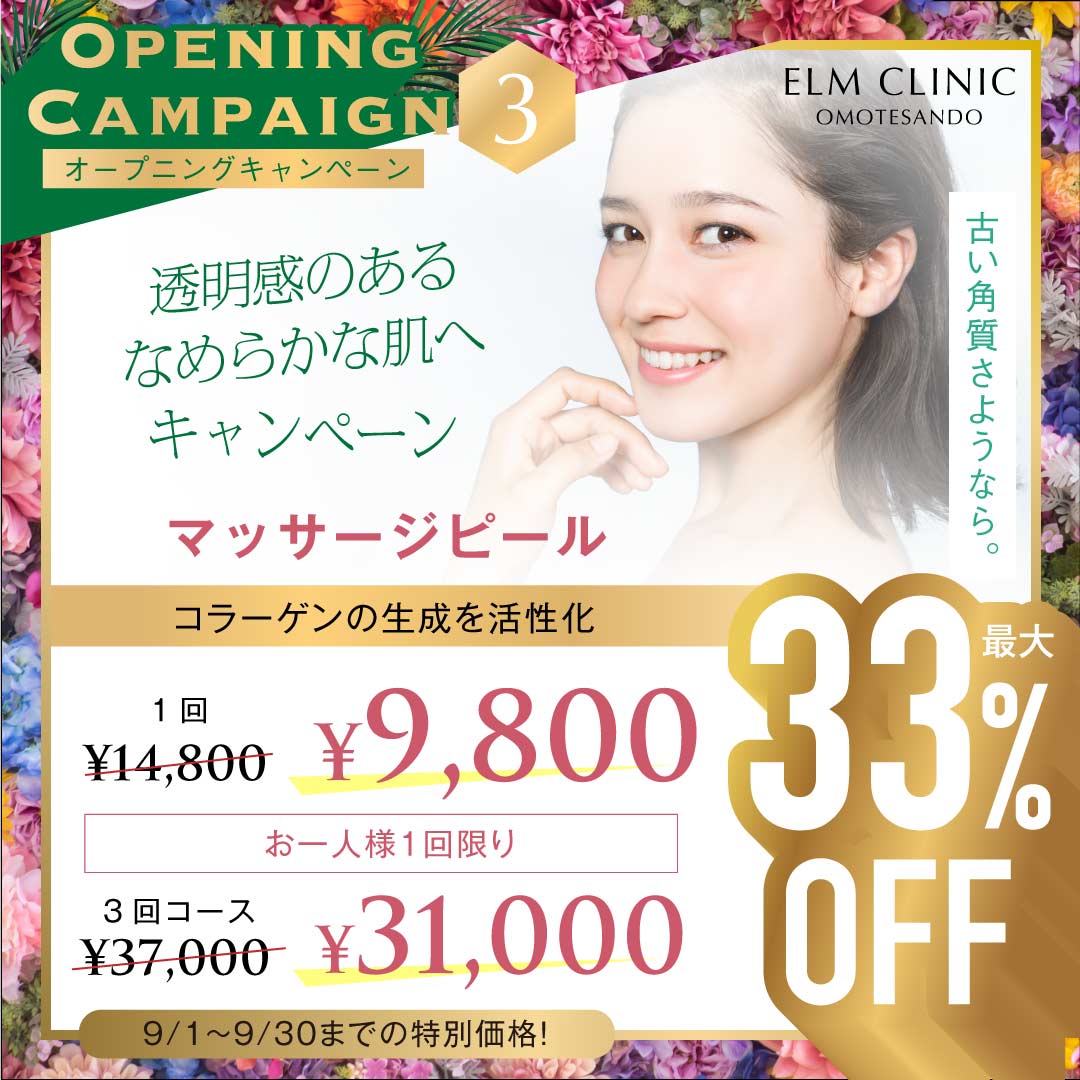 OPENING
CAMPAIGN
3
オープニングキャンペーン
ELM CLINIC
OMOTESANDO
古い角質さようなら。
透明感のある
なめらかな肌へ
キャンペーン
マッサージピール
コラーゲンの生成を活性化
最大
33%
OFF
1回
¥14,800
¥9,800
お一人様1回限り
3回コース
¥37,000
¥31,000
9/1〜9/30までの特別価格!